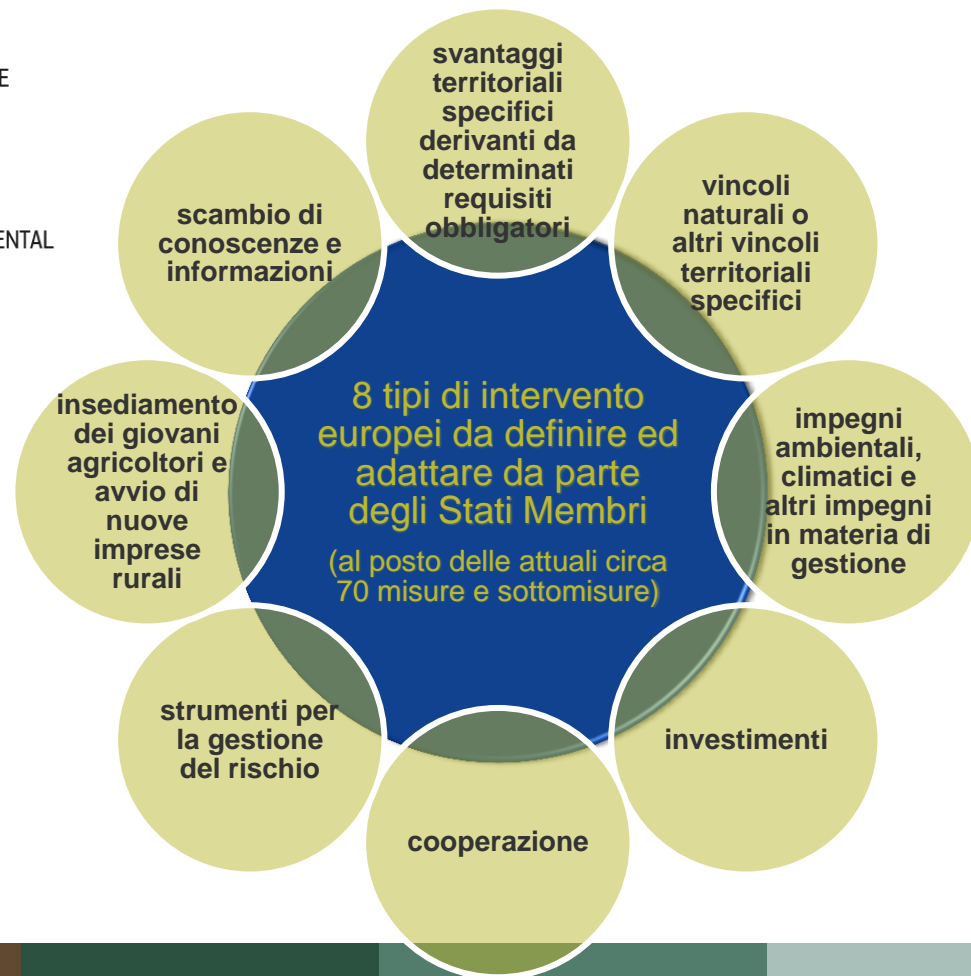 svantaggi
territoriali
specifici
derivanti da
determinati
requisiti
obbligatori
vincoli
naturali o
altri vincoli
territoriali
specifici
impegni
ambientali,
climatici e
altri impegni
in materia di
gestione
investimenti
cooperazione
strumenti per
la gestione
del rischio
insediamento
dei giovani
agricoltori e
avvio di
nuove
imprese
rurali
scambio di
conoscenze e
informazioni
8 tipi di intervento
europei da definire ed
adattare da parte
degli Stati Membri
(al posto delle attuali circa
70 misure e sottomisure)
E
ENTAL